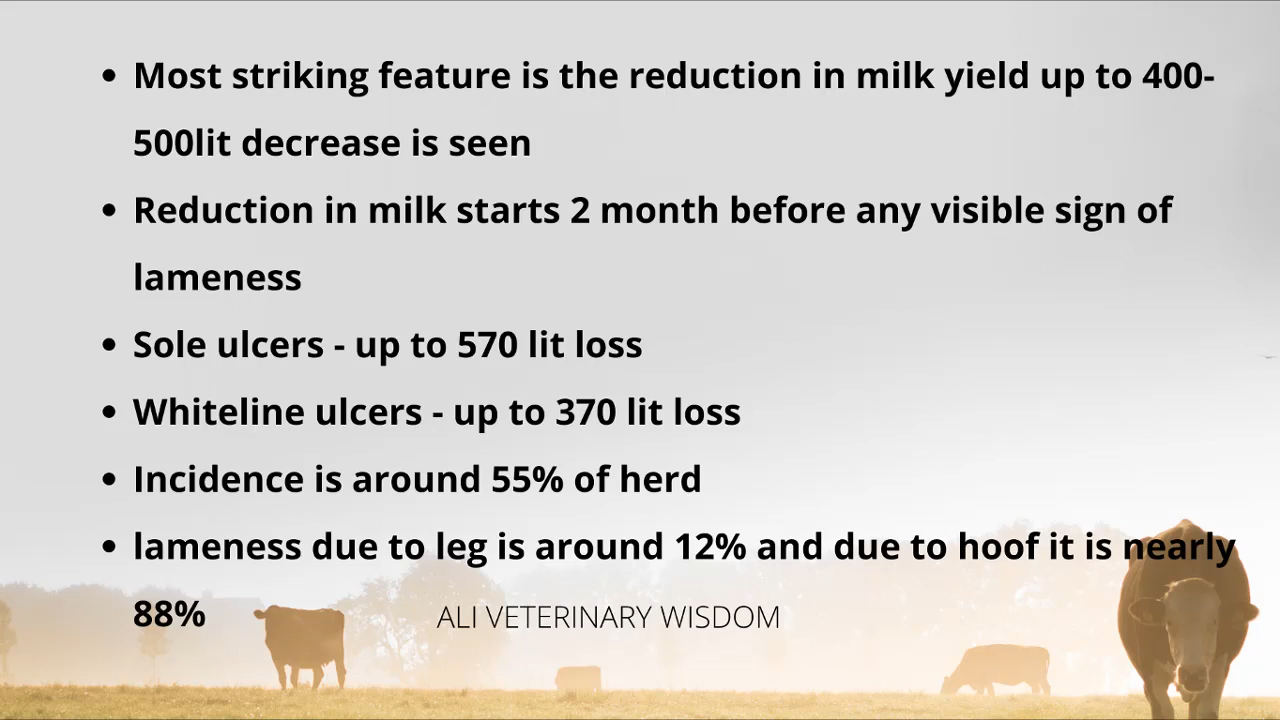 • Most striking feature is the reduction in milk yield up to 400-
500lit decrease is seen
• Reduction in milk starts 2 month before any visible sign of
lameness
• Sole ulcers - up to 570 lit loss
• Whiteline ulcers - up to 370 lit loss
• Incidence is around 55% of herd
• lameness due to leg is around 12% and due to hoof it is nearly
88%
ALI VETERINARY WISDOM